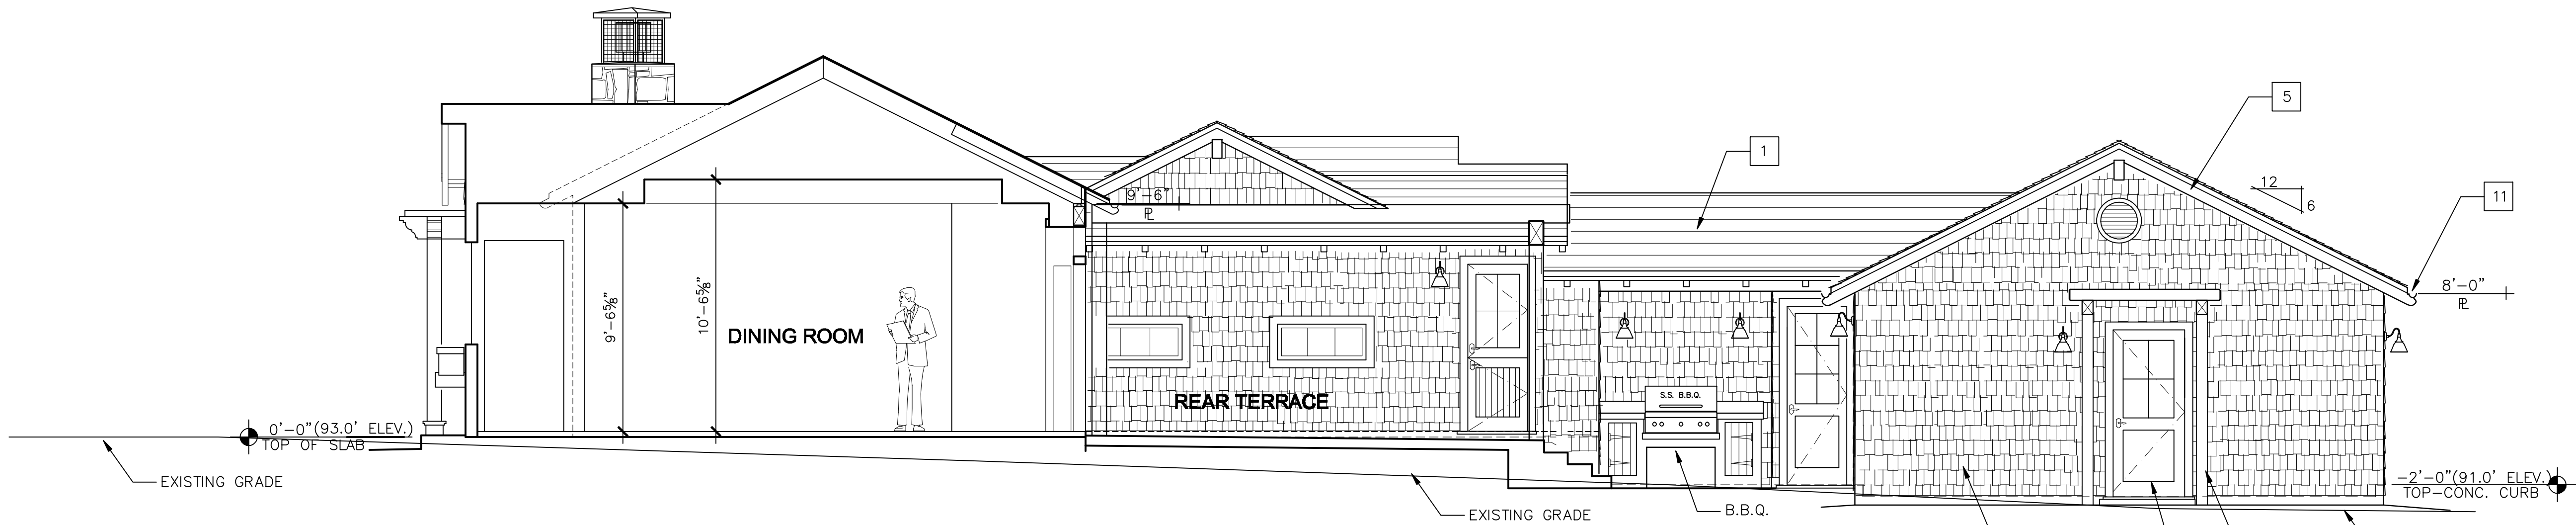 5
1
12
6
11
9'-6"
PL
8'-0"
PL
9'-6⅝"
10'-6⅝"
DINING ROOM
REAR TERRACE
S.S. B.B.Q.
0'-0"(93.0' ELEV.)
TOP OF SLAB
EXISTING GRADE
EXISTING GRADE
B.B.Q.
-2'-0"(91.0' ELEV.)
TOP-CONC. CURB